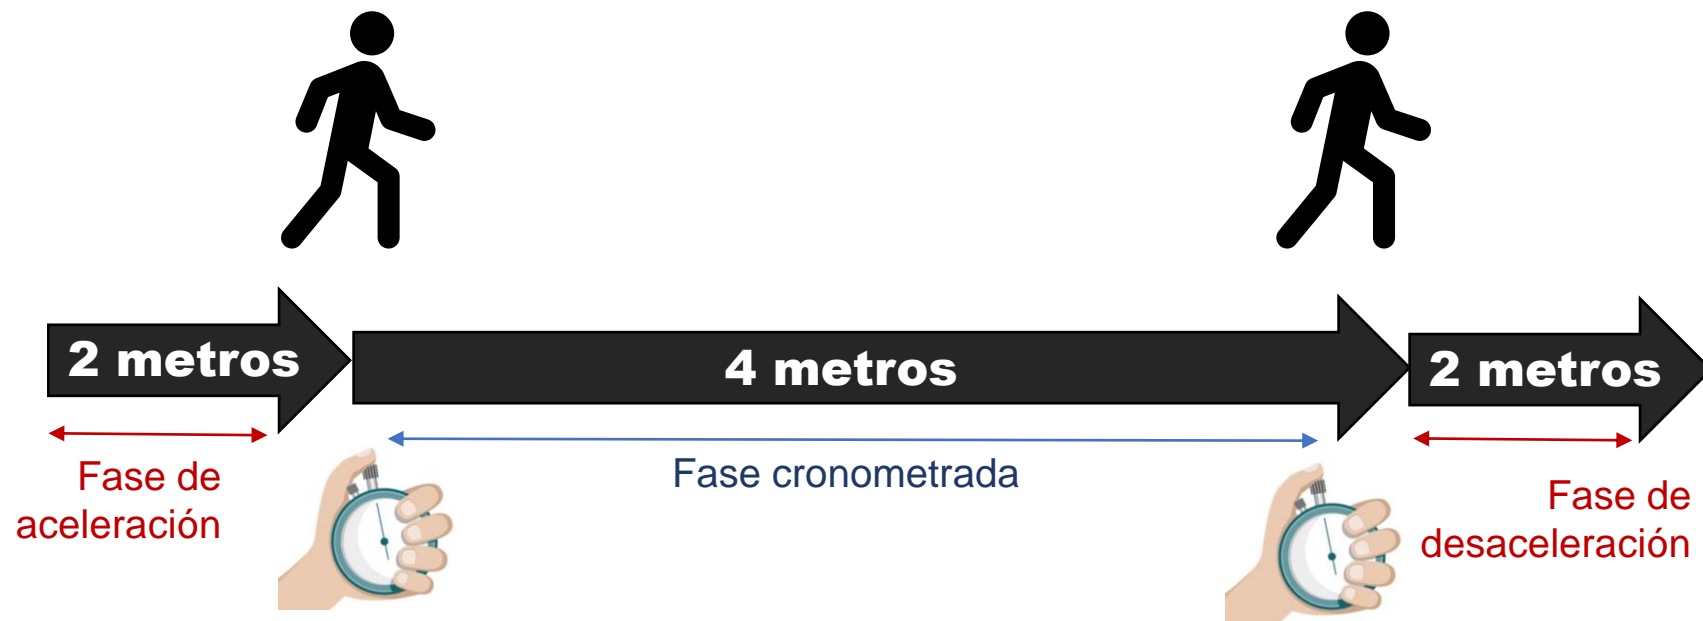 2 metros
4 metros
2 metros
Fase de
aceleración
Fase cronometrada
Fase de
desaceleración